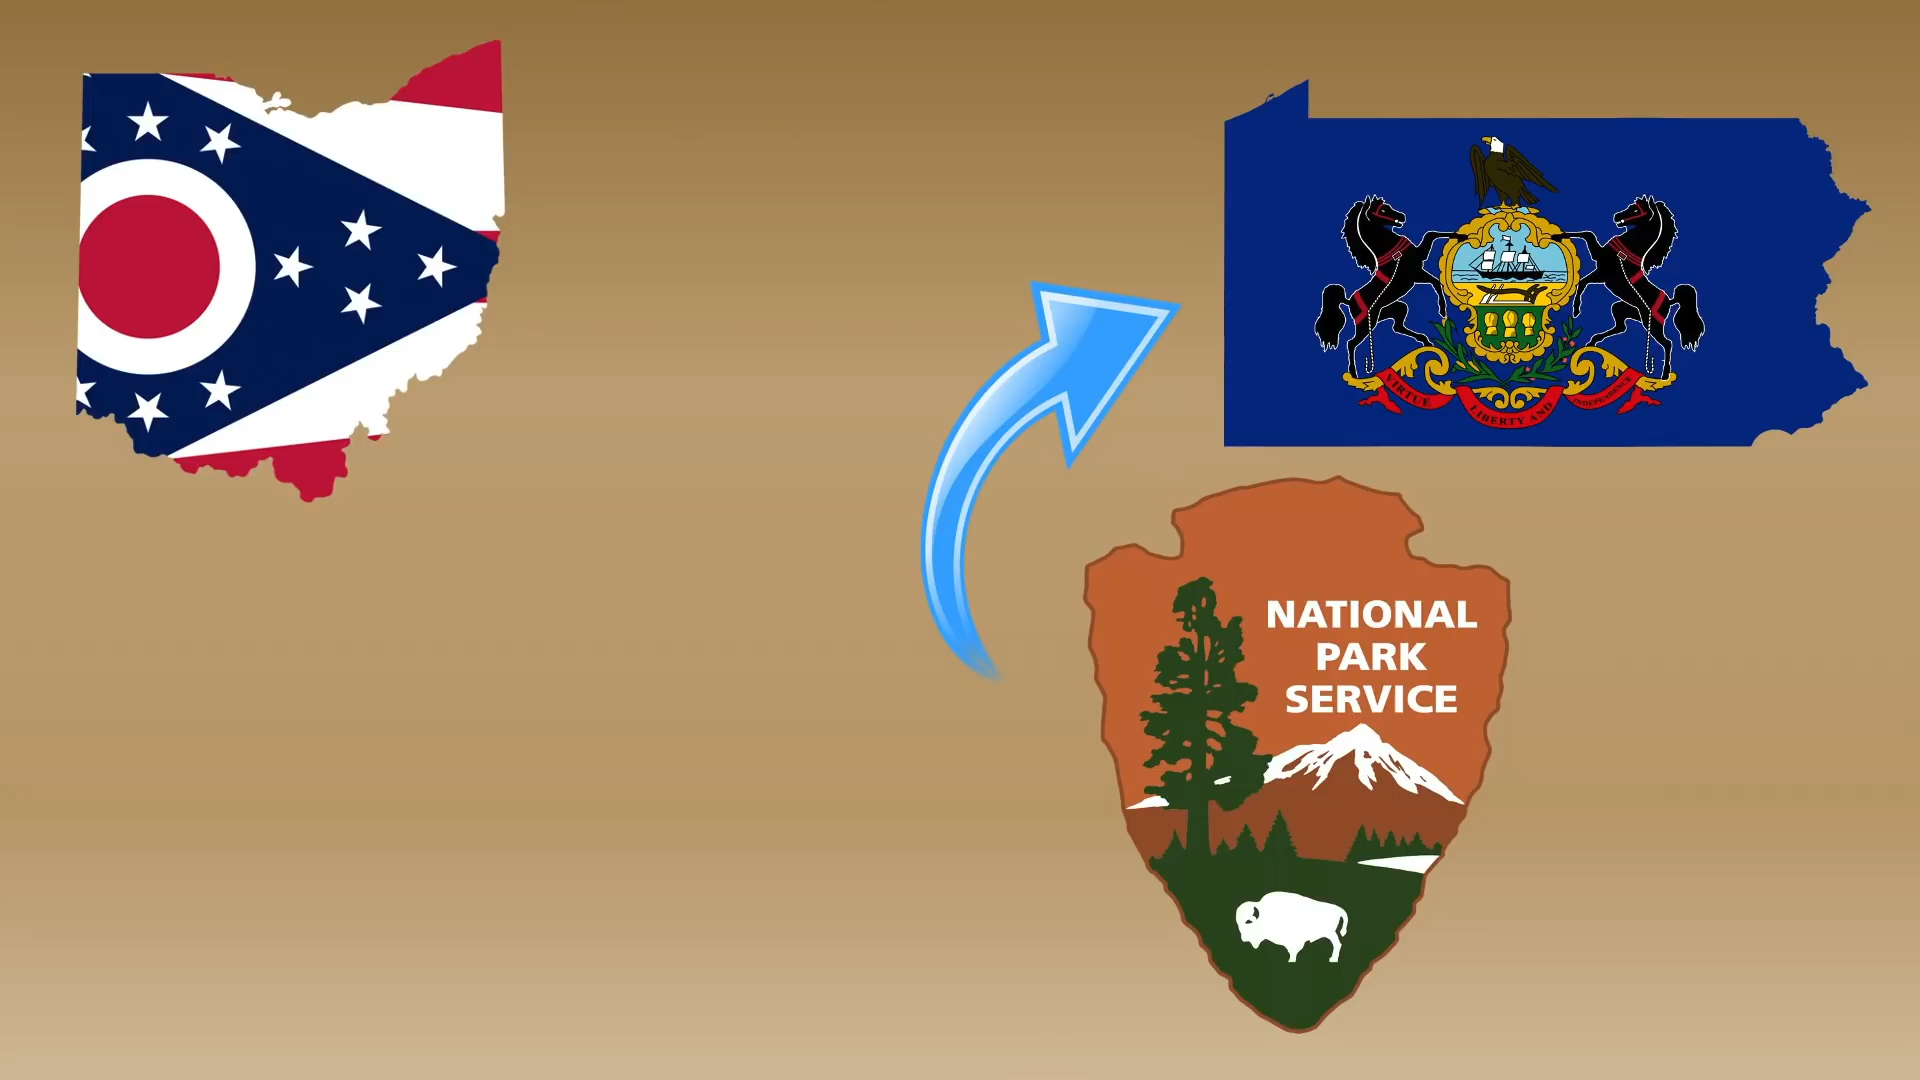 VIRTUE
LIBERTY AND
INDEPENDENCE
NATIONAL
PARK
SERVICE